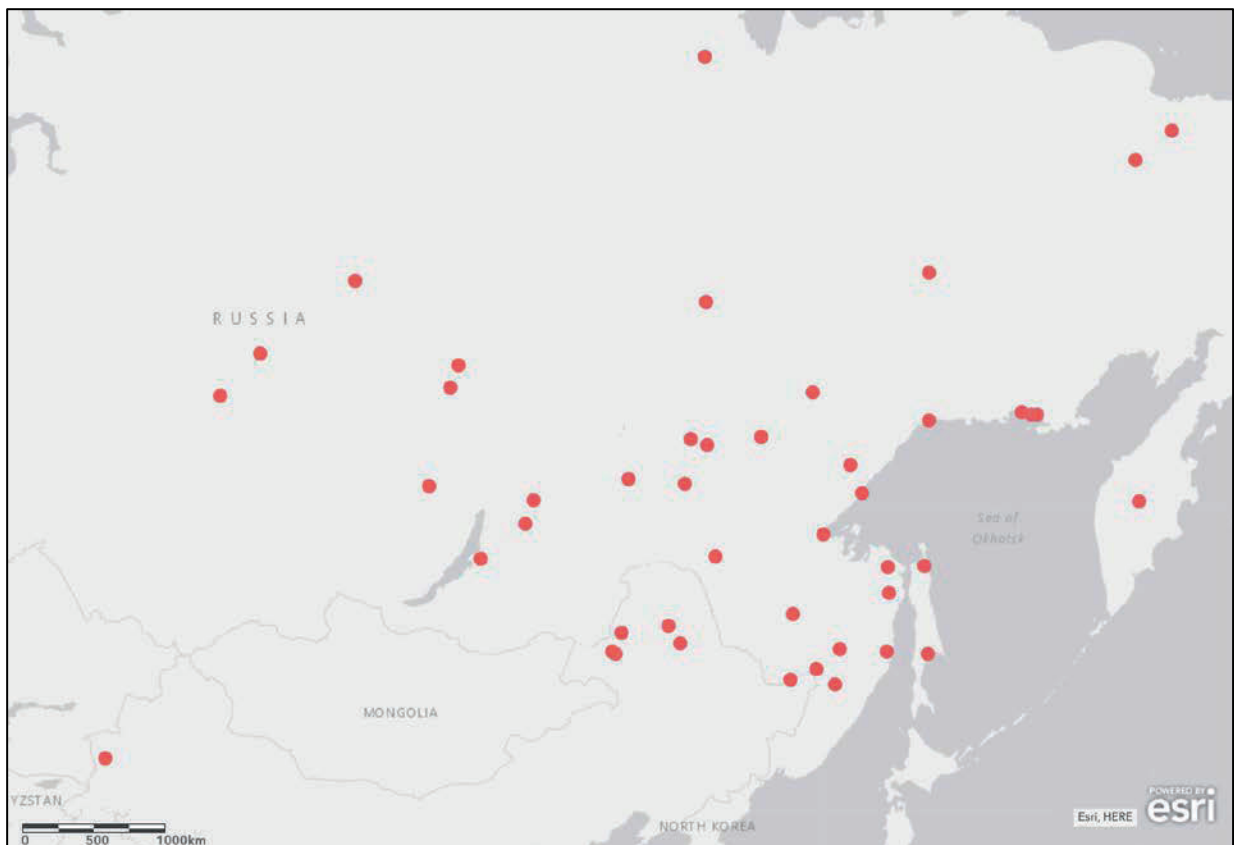 RUSSIA
Sea of
Okhotsk
MONGOLIA
YZSTAN
NORTH KOREA
0 500 1000km
Esri, HERE
POWERED BY
esri